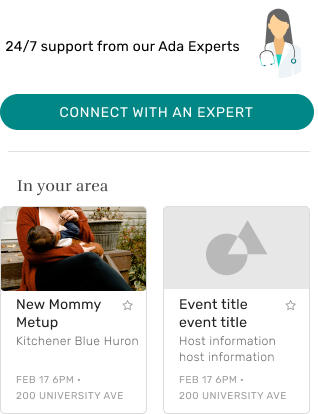 24/7 support from our Ada Experts
CONNECT WITH AN EXPERT
In your area
New Mommy
Metup
Kitchener Blue Huron
FEB 17 6PM •
200 UNIVERSITY AVE
Event title
event title
Host information
host information
FEB 17 6PM •
200 UNIVERSITY AVE